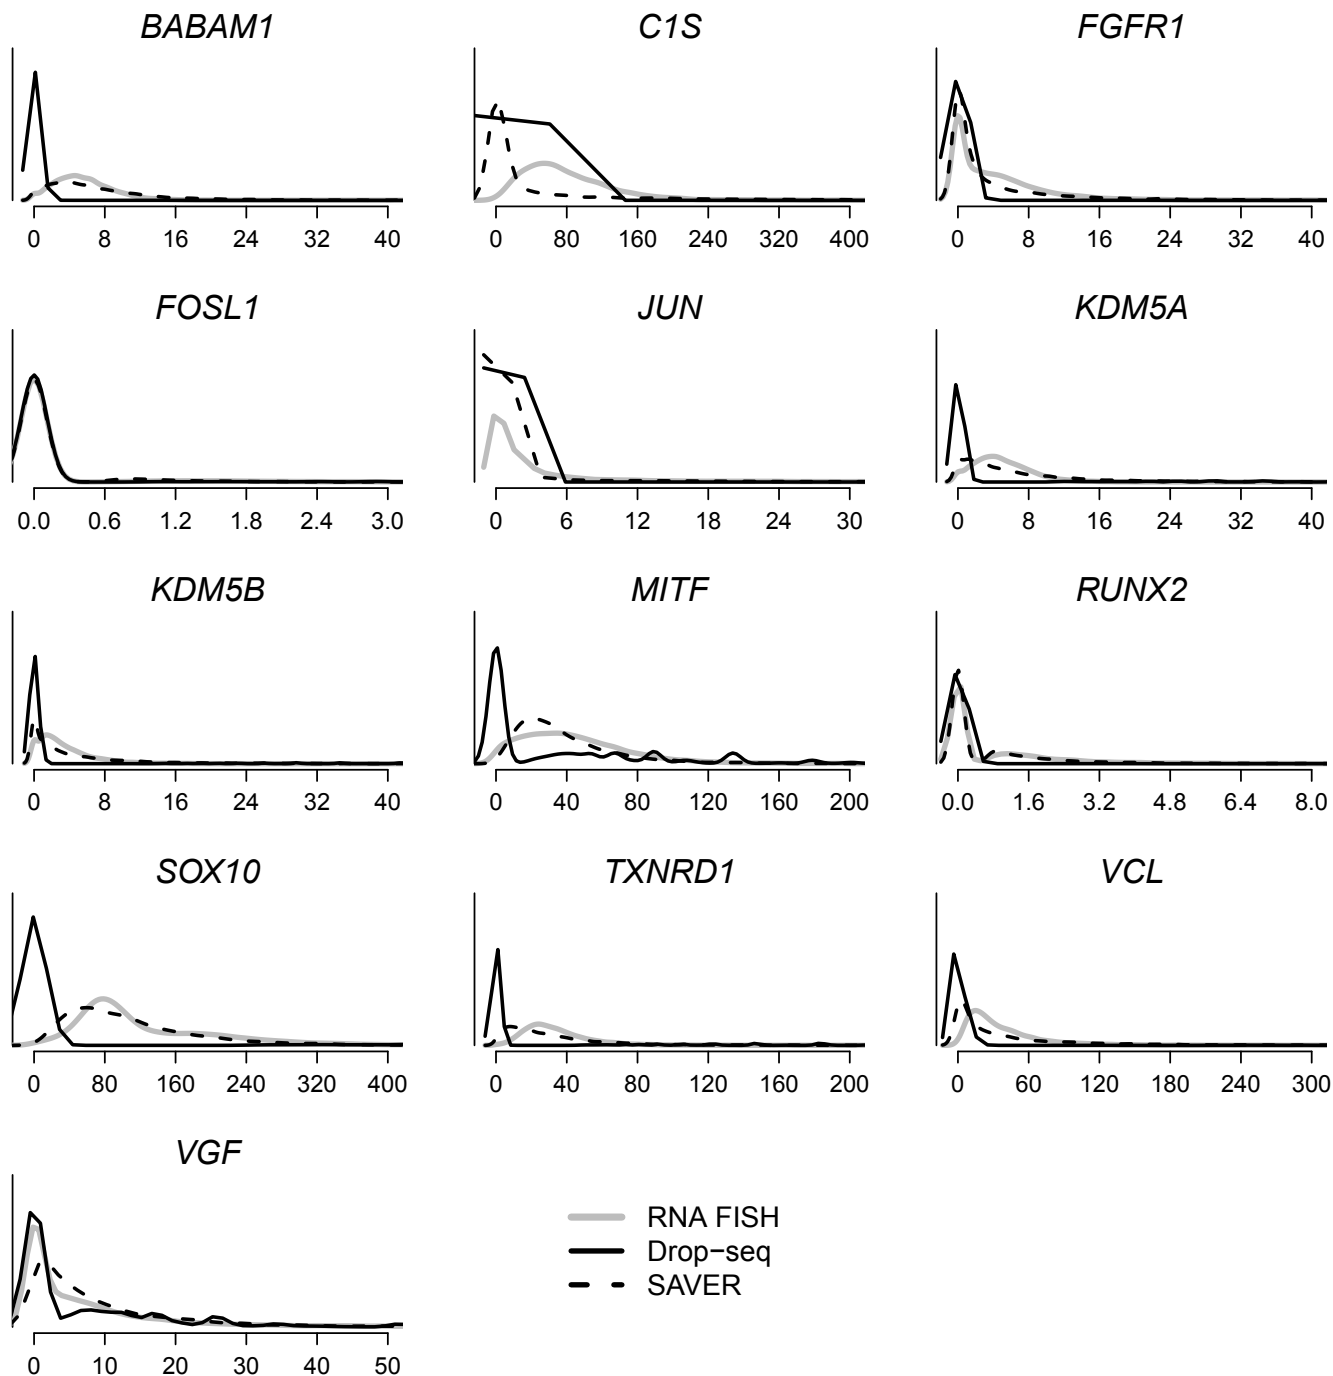 BABAM1 C1S FGFR1
0 8 16 24 32 40 0 80 160 240 320 400 0 8 16 24 32 40
FOSL1 JUN KDM5A
0.0 0.6 1.2 1.8 2.4 3.0 0 6 12 18 24 30 0 8 16 24 32 40
KDM5B MITF RUNX2
0 8 16 24 32 40 0 40 80 120 160 200 0.0 1.6 3.2 4.8 6.4 8.0
SOX10 TXNRD1 VCL
0 80 160 240 320 400 0 40 80 120 160 200 0 60 120 180 240 300
VGF
0 10 20 30 40 50
RNA FISH
Drop−seq
SAVER